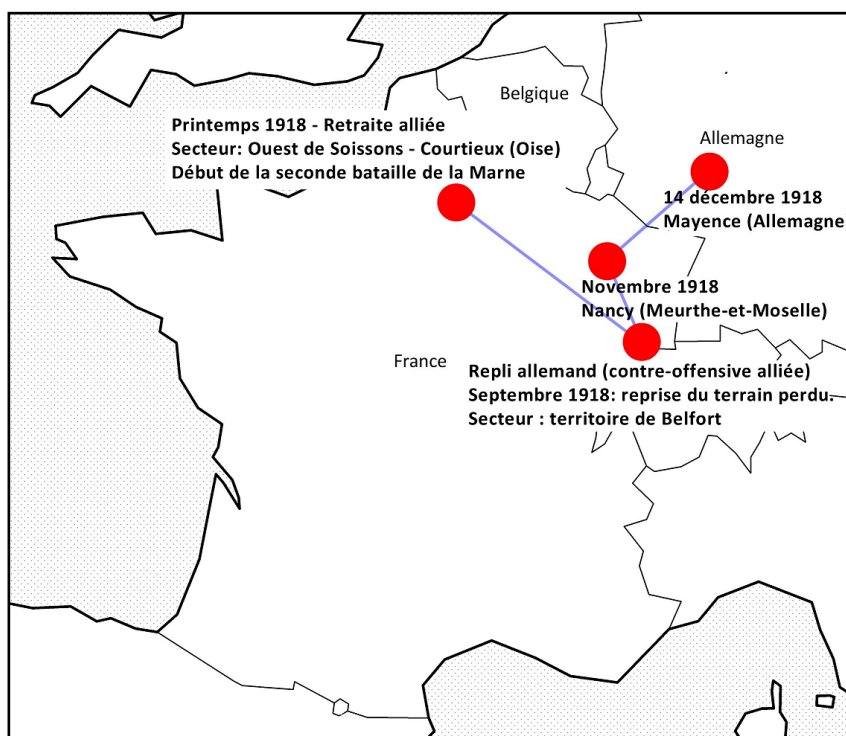 Belgique
Printemps 1918 - Retraite alliée
Secteur: Ouest de Soissons - Courtieux (Oise)
Début de la seconde bataille de la Marne
Allemagne
14 décembre 1918
Mayence (Allemagne)
Novembre 1918
Nancy (Meurthe-et-Moselle)
France
Repli allemand (contre-offensive alliée)
Septembre 1918: reprise du terrain perdu.
Secteur : territoire de Belfort